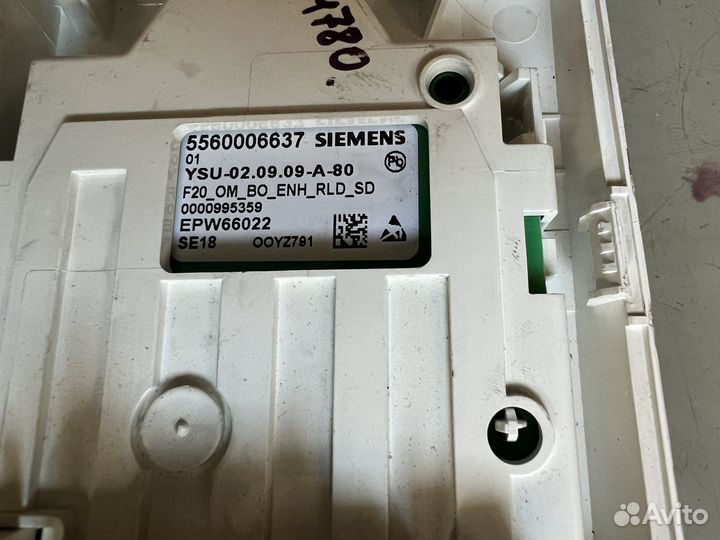 4780
5560006637 SIEMENS
01
YSU-02.09.09-A-80
Pb
F20_OM_BO_ENH_RLD_SD
0000995359
EPW66022
SE18 OOYZ791
Avito